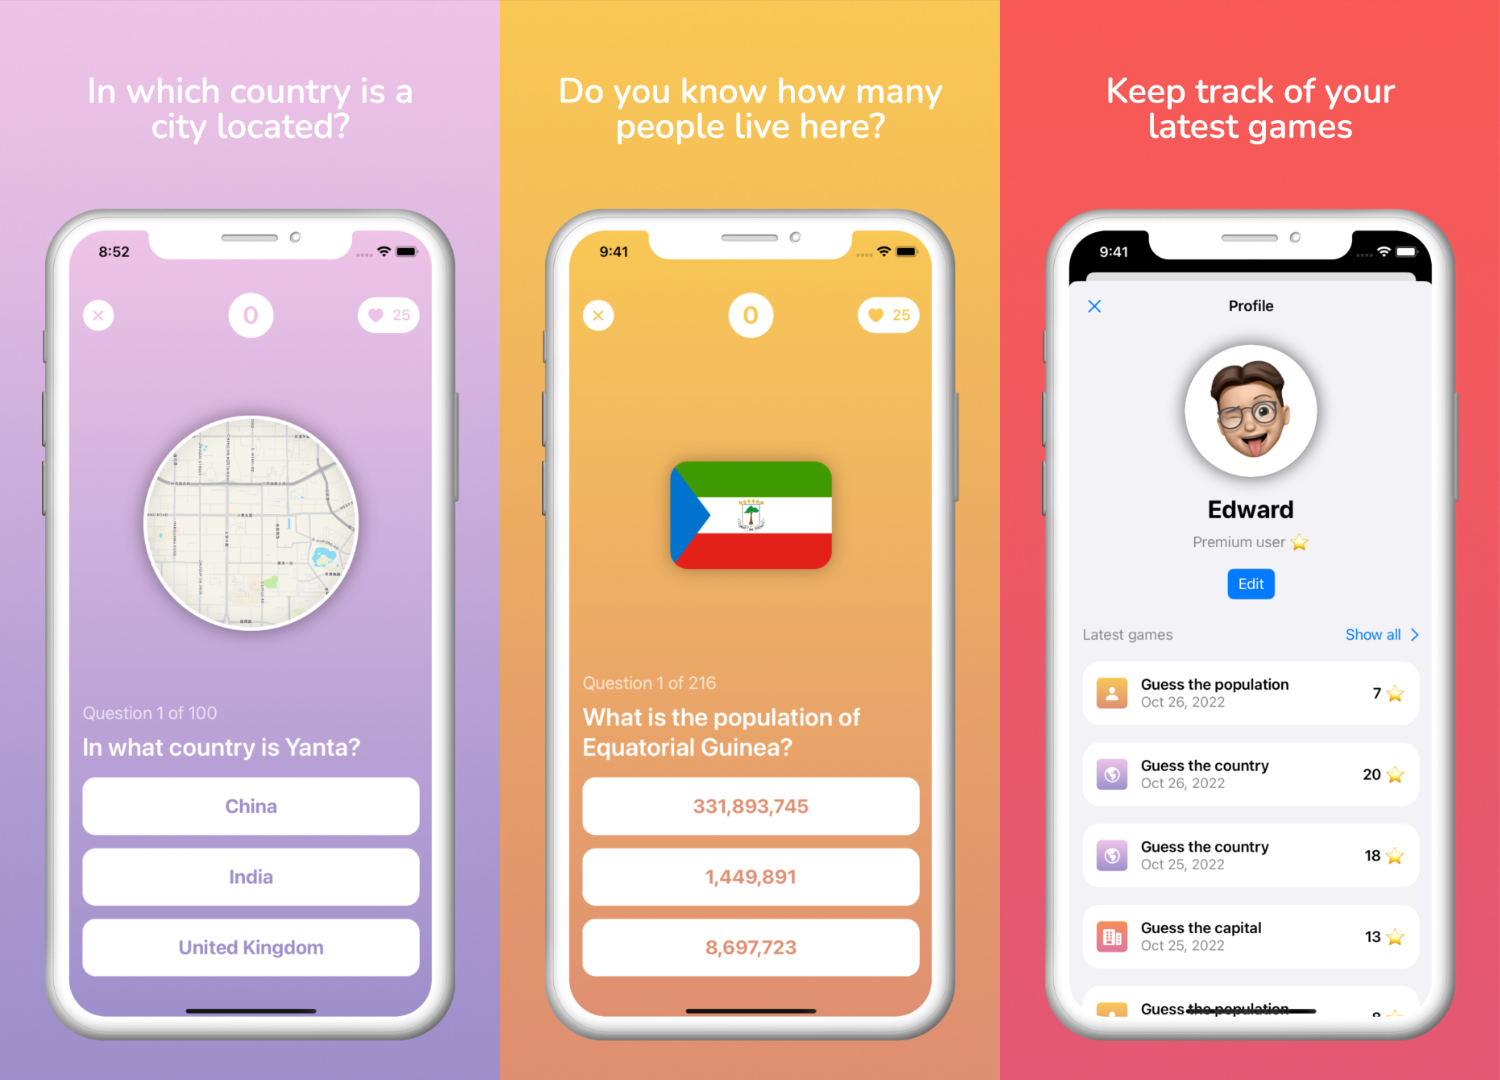 In which country is a
city located?
8:52
0
25
Question 1 of 100
In what country is Yanta?
China
India
United Kingdom
Do you know how many
people live here?
9:41
0
25
Question 1 of 216
What is the population of
Equatorial Guinea?
331,893,745
1,449,891
8,697,723
Keep track of your
latest games
9:41
Profile
Edward
Premium user
Edit
Latest games
Show all
Guess the population
Oct 26, 2022
7
Guess the country
Oct 26, 2022
20
Guess the country
Oct 25, 2022
18
Guess the capital
Oct 25, 2022
13
Guess the population